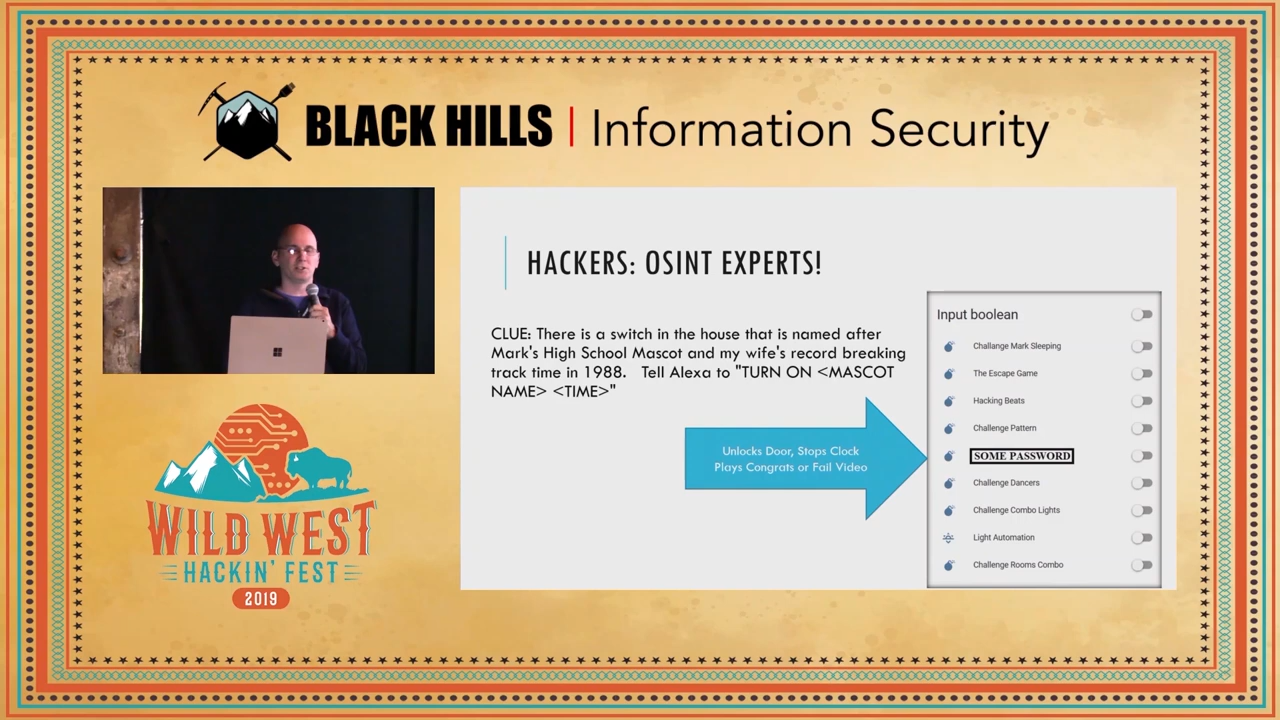 BLACK HILLS | Information Security
HACKERS: OSINT EXPERTS!
CLUE: There is a switch in the house that is named after
Mark's High School Mascot and my wife's record breaking
track time in 1988. Tell Alexa to "TURN ON <MASCOT
NAME> <TIME>"
Unlocks Door, Stops Clock
Plays Congrats or Fail Video
Input boolean
Challange Mark Sleeping
The Escape Game
Hacking Beats
Challenge Pattern
SOME PASSWORD
Challenge Dancers
Challenge Combo Lights
Light Automation
Challenge Rooms Combo
WILD WEST
HACKIN' FEST
2019